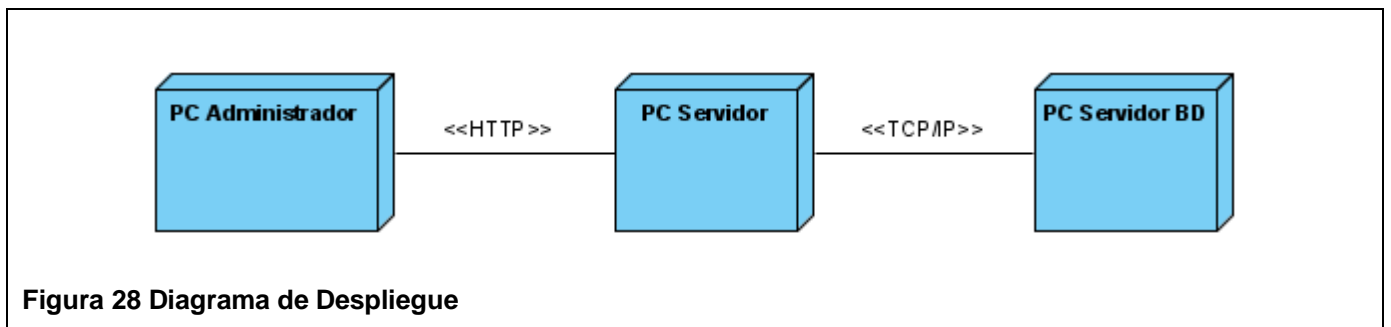 PC Administrador
<<HTTP>>
PC Servidor
<<TCP/IP>>
PC Servidor BD
Figura 28 Diagrama de Despliegue